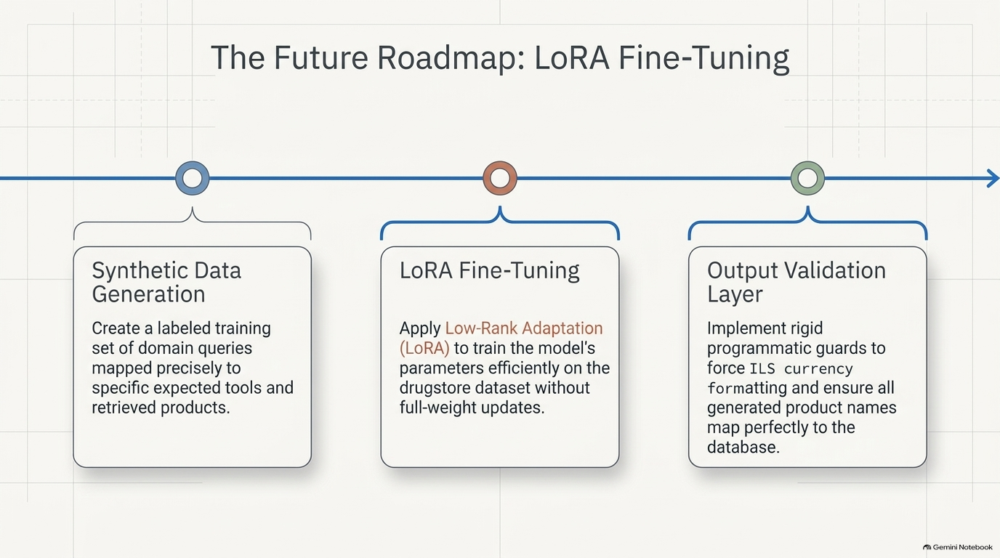 The Future Roadmap: LoRA Fine-Tuning
Synthetic Data
Generation
Create a labeled training
set of domain queries
mapped precisely to
specific expected tools and
retrieved products.
LoRA Fine-Tuning
Apply Low-Rank Adaptation
(LoRA) to train the model's
parameters efficiently on the
drugstore dataset without
full-weight updates.
Output Validation
Layer
Implement rigid
programmatic guards to
force ILS currency
formatting and ensure all
generated product names
map perfectly to the
database.
Gemini Notebook